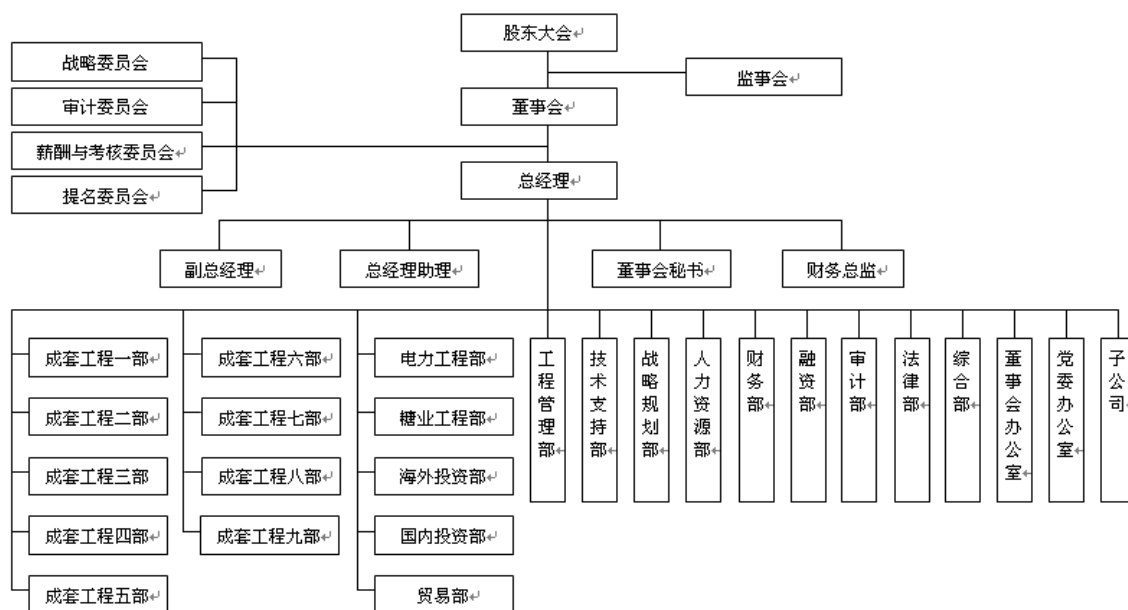 股东大会
战略委员会
监事会
审计委员会
董事会
薪酬与考核委员会
总经理
提名委员会
副总经理
总经理助理
董事会秘书
财务总监
成套工程一部
成套工程二部
成套工程三部
成套工程四部
成套工程五部
成套工程六部
成套工程七部
成套工程八部
成套工程九部
电力工程部
糖业工程部
海外投资部
国内投资部
贸易部
工程管理部
技术支持部
战略规划部
人力资源部
财务部
融资部
审计部
法律部
综合部
董事会办公室
党委办公室
子公司